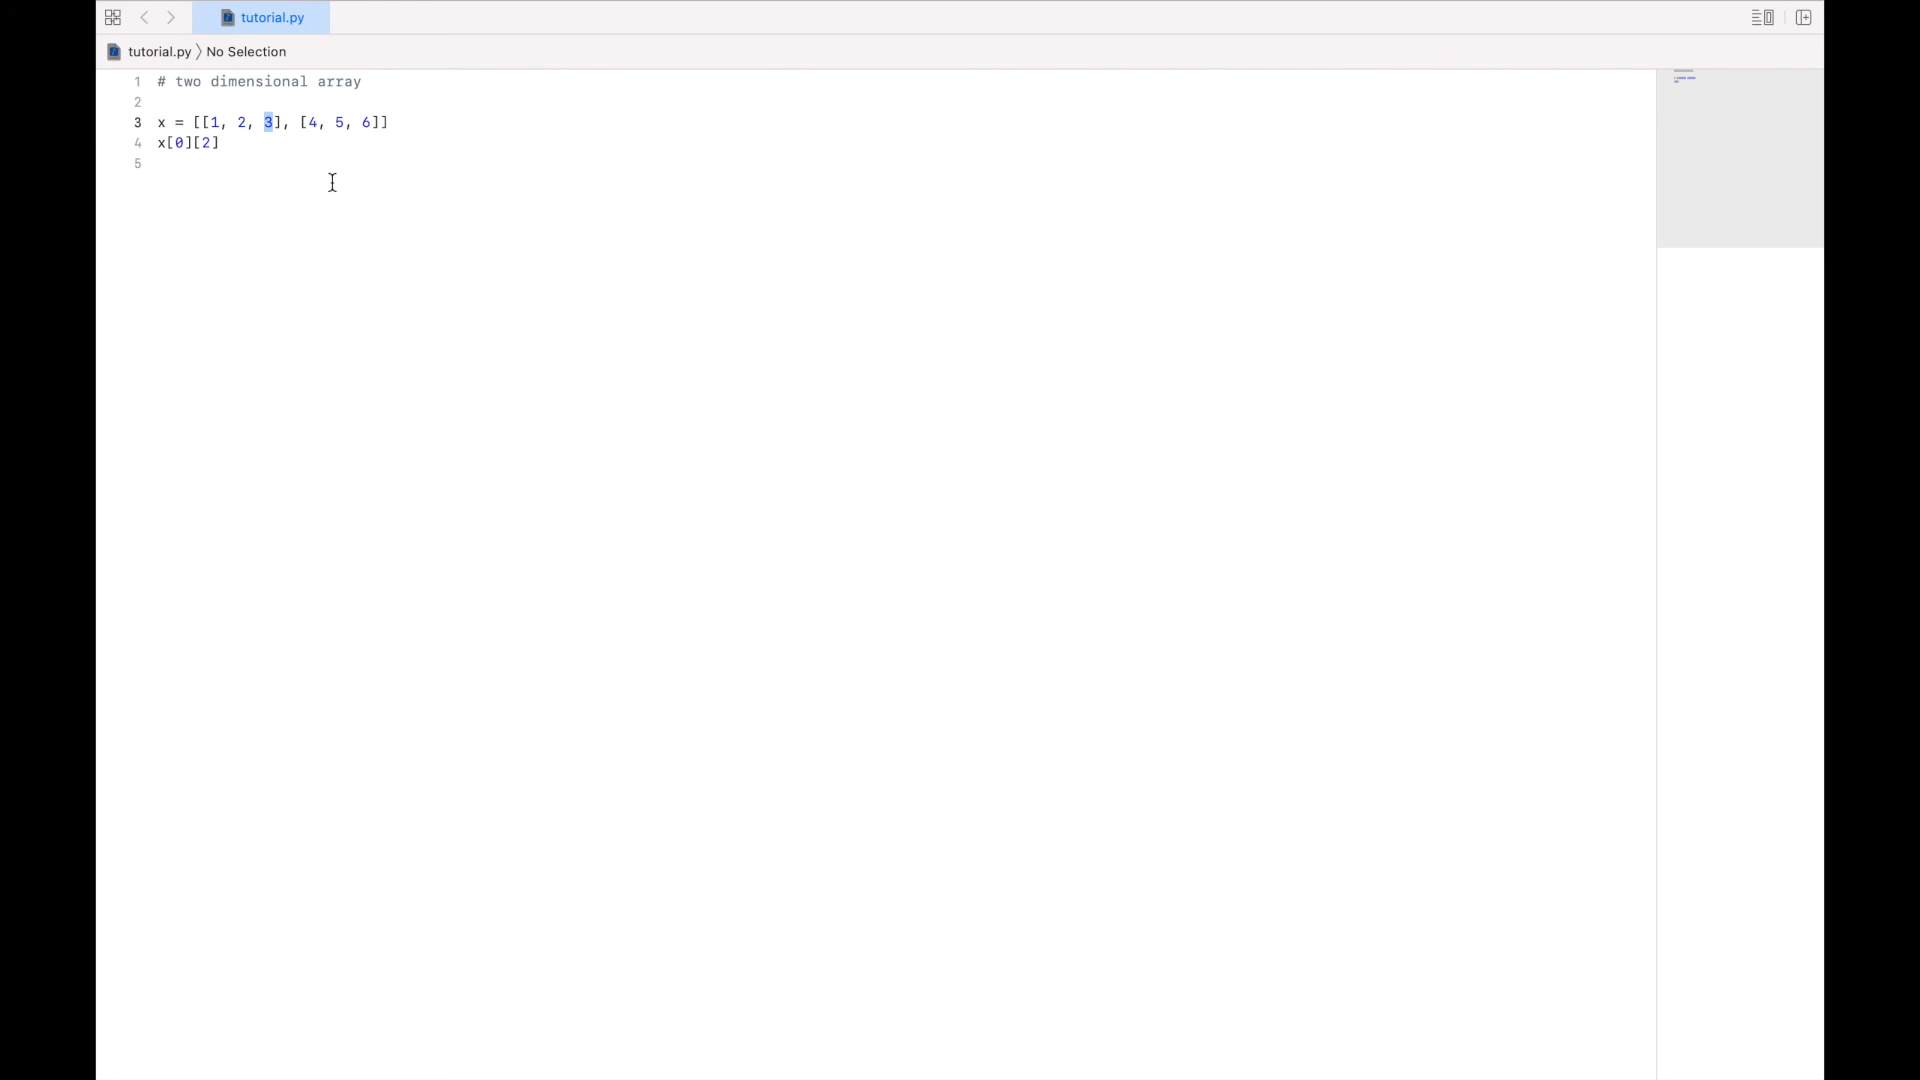 tutorial.py
tutorial.py 〉 No Selection
1 # two dimensional array
2
3 x = [[1, 2, 3], [4, 5, 6]]
4 x[0][2]
5